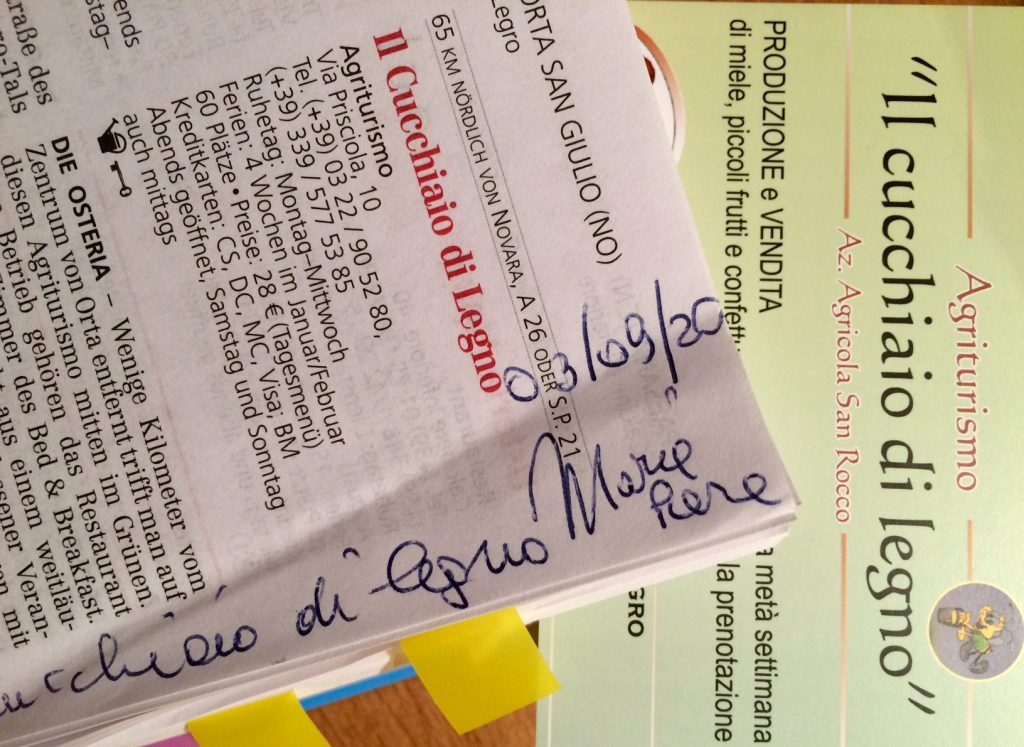 ORTA SAN GIULIO (NO)
Legro
65 KM NÖRDLICH VON NOVARA, A 26 ODER S.P. 21
Il Cucchiaio di Legno
Agriturismo
Via Prisciola, 10
Tel. (+39) 03 22 / 90 52 80,
(+39) 339 / 577 53 85
Ruhetag: Montag–Mittwoch
Ferien: 4 Wochen im Januar/Februar
60 Plätze • Preise: 28 € (Tagesmenü)
Kreditkarten: CS, DC, MC, Visa; BM
Abends geöffnet, Samstag und Sonntag
auch mittags
DIE OSTERIA – Wenige Kilometer vom
Zentrum von Orta entfernt trifft man auf
diesen Agriturismo mitten im Grünen.
Betrieb gehören das Restaurant
Zimmer des Bed & Breakfast.
aus einem weitläu-
Veran-
mit
straße des
Tals
03/09/20
di legno
Agriturismo
"Il cucchiaio di legno"
Az. Agricola San Rocco
PRODUZIONE e VENDITA
di miele, piccoli frutti e confett
metà settimana
la prenotazione
GRO